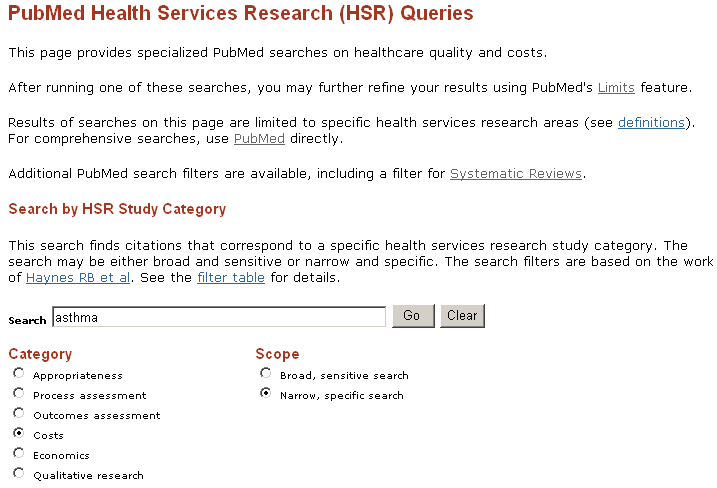 PubMed Health Services Research (HSR) Queries
This page provides specialized PubMed searches on healthcare quality and costs.
After running one of these searches, you may further refine your results using PubMed's Limits feature.
Results of searches on this page are limited to specific health services research areas (see definitions).
For comprehensive searches, use PubMed directly.
Additional PubMed search filters are available, including a filter for Systematic Reviews.
Search by HSR Study Category
This search finds citations that correspond to a specific health services research study category. The
search may be either broad and sensitive or narrow and specific. The search filters are based on the work
of Haynes RB et al. See the filter table for details.
Search asthma Go Clear
Category Scope
Appropriateness Broad, sensitive search
Process assessment Narrow, specific search
Outcomes assessment
Costs
Economics
Qualitative research